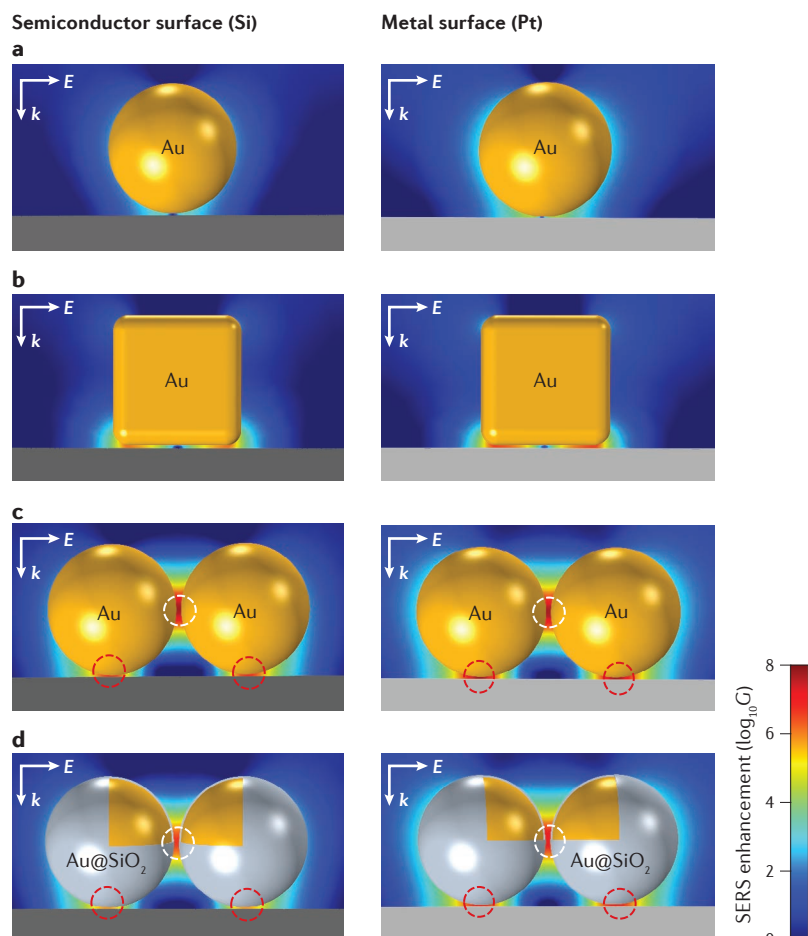 Semiconductor surface (Si)
Metal surface (Pt)
a
E
k
Au
E
k
Au
b
E
k
Au
E
k
Au
c
E
k
Au
Au
E
k
Au
Au
d
E
k
Au@SiO₂
E
k
Au@SiO₂
8
6
4
2
0
SERS enhancement (log₁₀G)